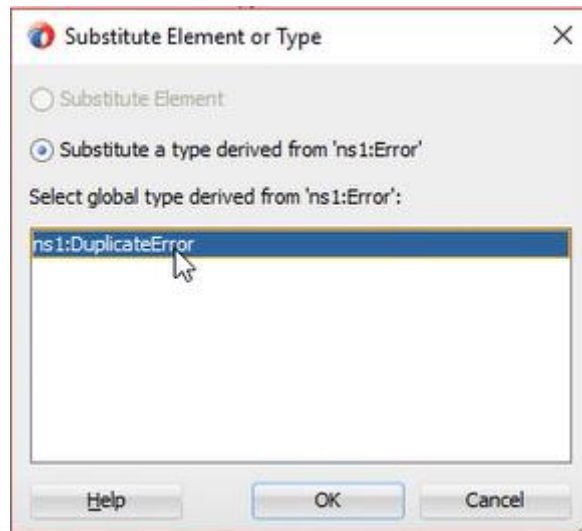 Substitute Element or Type
Substitute Element
Substitute a type derived from 'ns1:Error'
Select global type derived from 'ns1:Error':
ns1:DuplicateError
Help OK Cancel